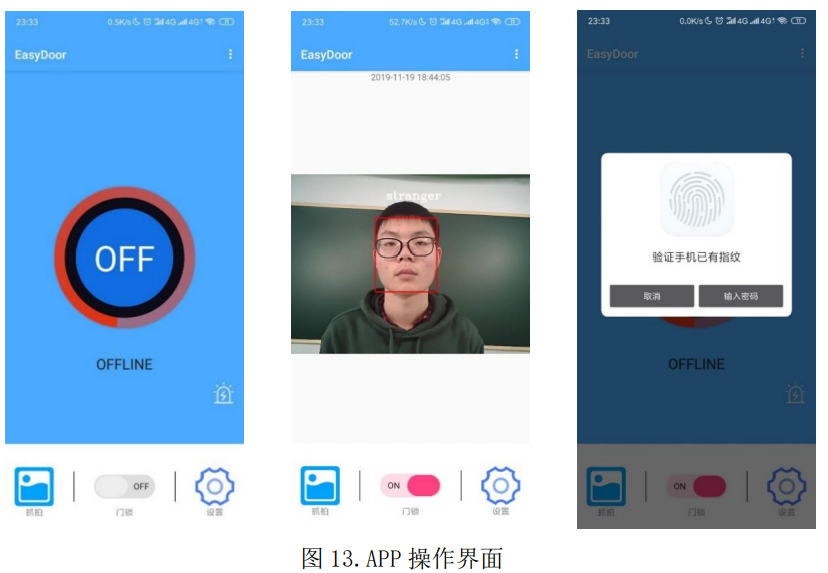 23:33
0.5K/s 4G 4G↑
EasyDoor
OFF
OFFLINE
OFF
抓拍
门锁
设置
23:33
52.7K/s 4G 4G↑
EasyDoor
2019-11-19 18:44:05
stranger
ON
抓拍
门锁
设置
23:33
0.0K/s 4G 4G↑
EasyDoor
验证手机已有指纹
取消
输入密码
OFFLINE
ON
抓拍
门锁
设置
图 13.APP 操作界面